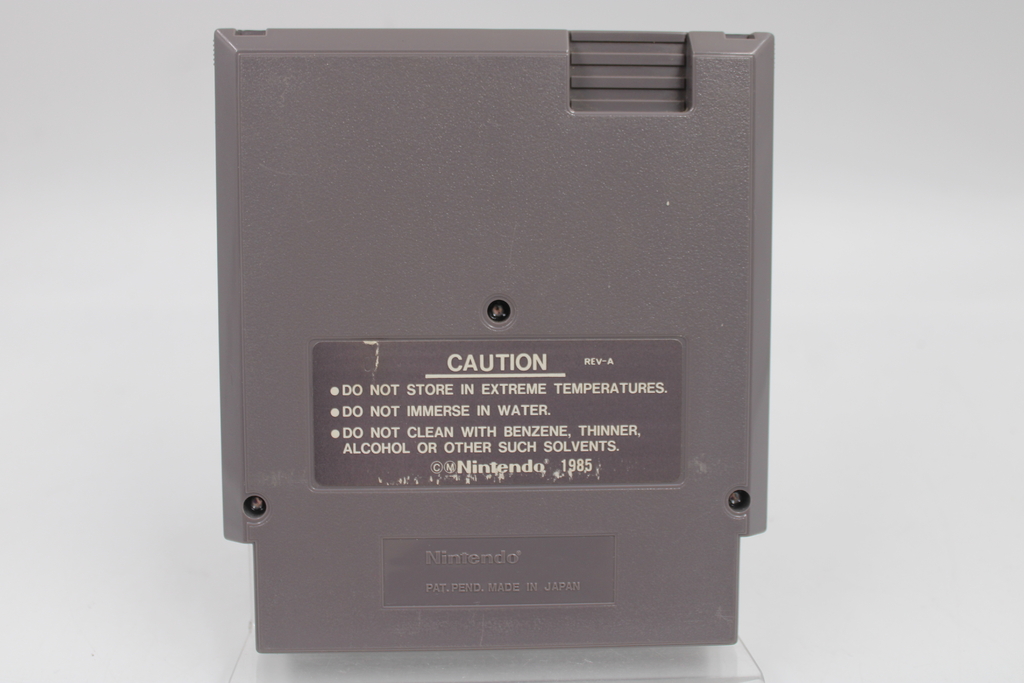 CAUTION REV-A
●DO NOT STORE IN EXTREME TEMPERATURES.
●DO NOT IMMERSE IN WATER.
●DO NOT CLEAN WITH BENZENE, THINNER,
ALCOHOL OR OTHER SUCH SOLVENTS.
©Ⓜ Nintendo® 1985
Nintendo®
PAT. PEND. MADE IN JAPAN